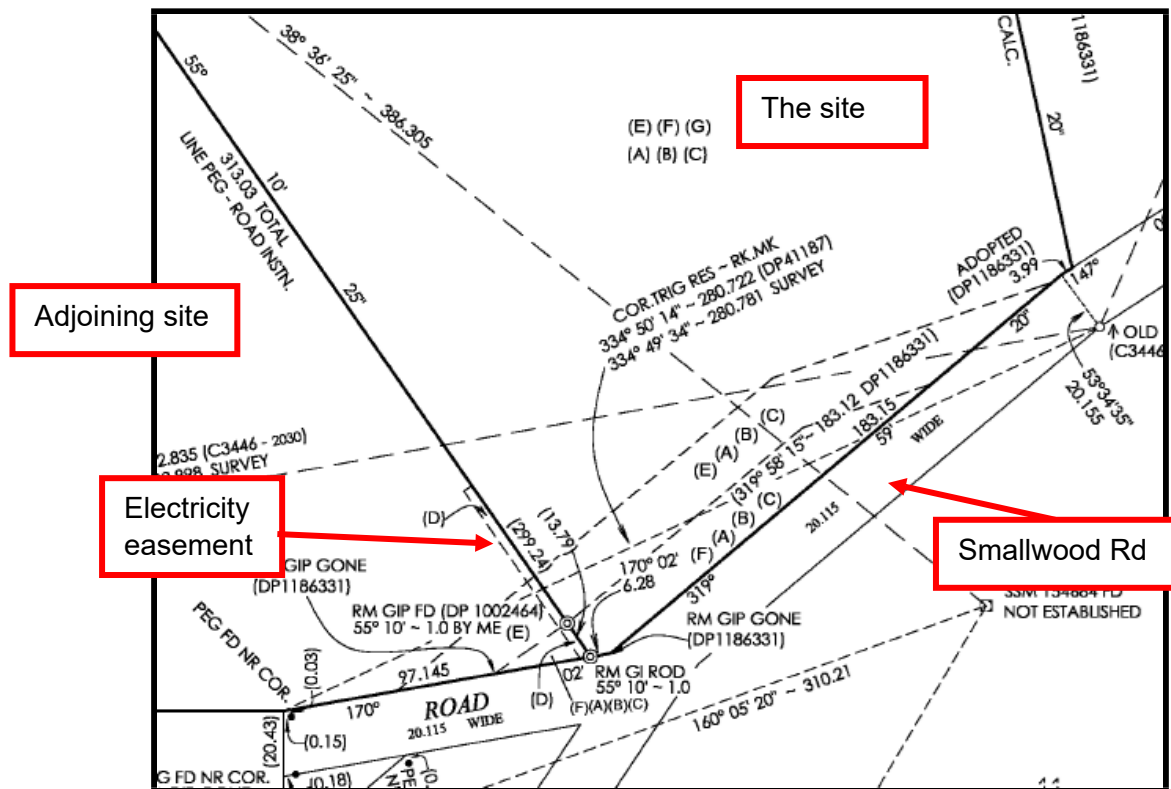 55°
38° 36' 25" ~ 386.305
10'
313.03 TOTAL
LINE PEG - ROAD INSTN.
25"
(E) (F) (G)
(A) (B) (C)
The site
CALC.
1186331)
20"
Adjoining site
COR.TRIG RES ~ RK.MK
334° 50' 14" ~ 280.722 (DP41187)
334° 49' 34" ~ 280.781 SURVEY
ADOPTED
(DP1186331)
3.99
147°
20"
OLD
(C3446
53°34'35"
20.155
2.835 (C3446 - 2030)
SURVEY
(E) (A) (B) (C)
(319° 58' 15"~ 183.12 DP1186331)
183.15
59'
WIDE
20.115
Electricity
easement
(D)
(13.79)
(299.24)
(F) (A) (B) (C)
170° 02'
6.28
319°
Smallwood Rd
GIP GONE
(DP1186331)
RM GIP FD (DP 1002464)
55° 10' ~ 1.0 BY ME (E)
RM GIP GONE
(DP1186331)
NOT ESTABLISHED
PEG FD NR COR.
(0.03)
97.145
02'
(D)
RM GI ROD
55° 10' ~ 1.0
(F)(A)(B)(C)
170°
ROAD
20.115 WIDE
160° 05' 20" ~ 310.21
(20.43)
(0.15)
G FD NR COR.
(0.18)